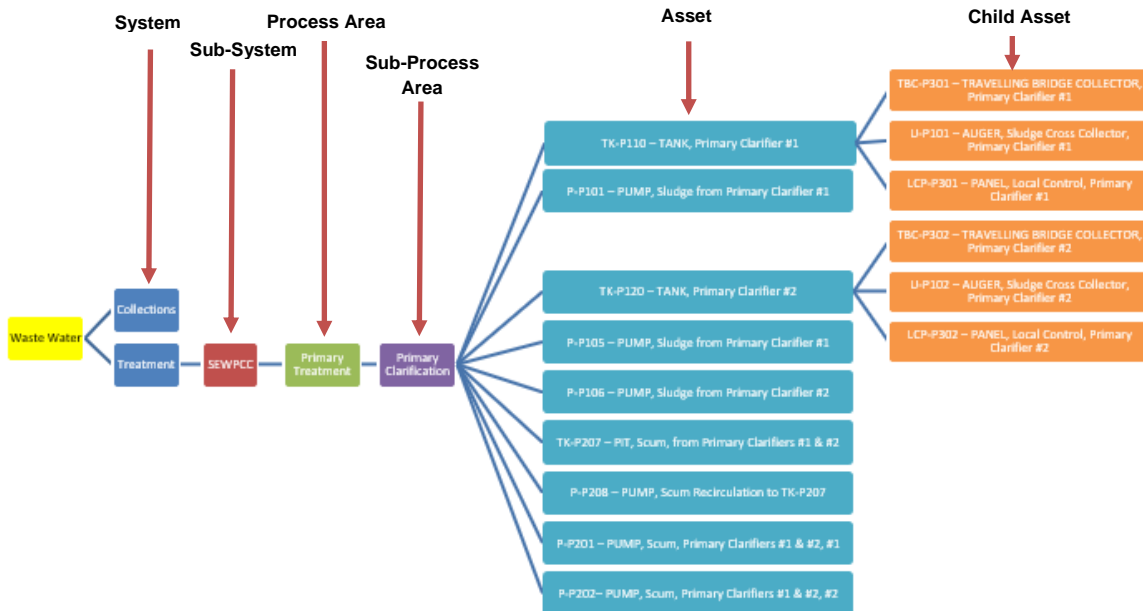 System
Sub-System
Process Area
Sub-Process
Area
Asset
Child Asset
Waste Water
Collections
Treatment
SEWPCC
Primary
Treatment
Primary
Clarification
TK-P110 – TANK, Primary Clarifier #1
P-P101 – PUMP, Sludge from Primary Clarifier #1
TK-P120 – TANK, Primary Clarifier #2
P-P105 – PUMP, Sludge from Primary Clarifier #1
P-P106 – PUMP, Sludge from Primary Clarifier #2
TK-P207 – PIT, Scum, from Primary Clarifiers #1 & #2
P-P208 – PUMP, Scum Recirculation to TK-P207
P-P201 – PUMP, Scum, Primary Clarifiers #1 & #2, #1
P-P202– PUMP, Scum, Primary Clarifiers #1 & #2, #2
TBC-P301 – TRAVELLING BRIDGE COLLECTOR,
Primary Clarifier #1
U-P101 – AUGER, Sludge Cross Collector,
Primary Clarifier #1
LCP-P301 – PANEL, Local Control, Primary
Clarifier #1
TBC-P302 – TRAVELLING BRIDGE COLLECTOR,
Primary Clarifier #2
U-P102 – AUGER, Sludge Cross Collector,
Primary Clarifier #2
LCP-P302 – PANEL, Local Control, Primary
Clarifier #2